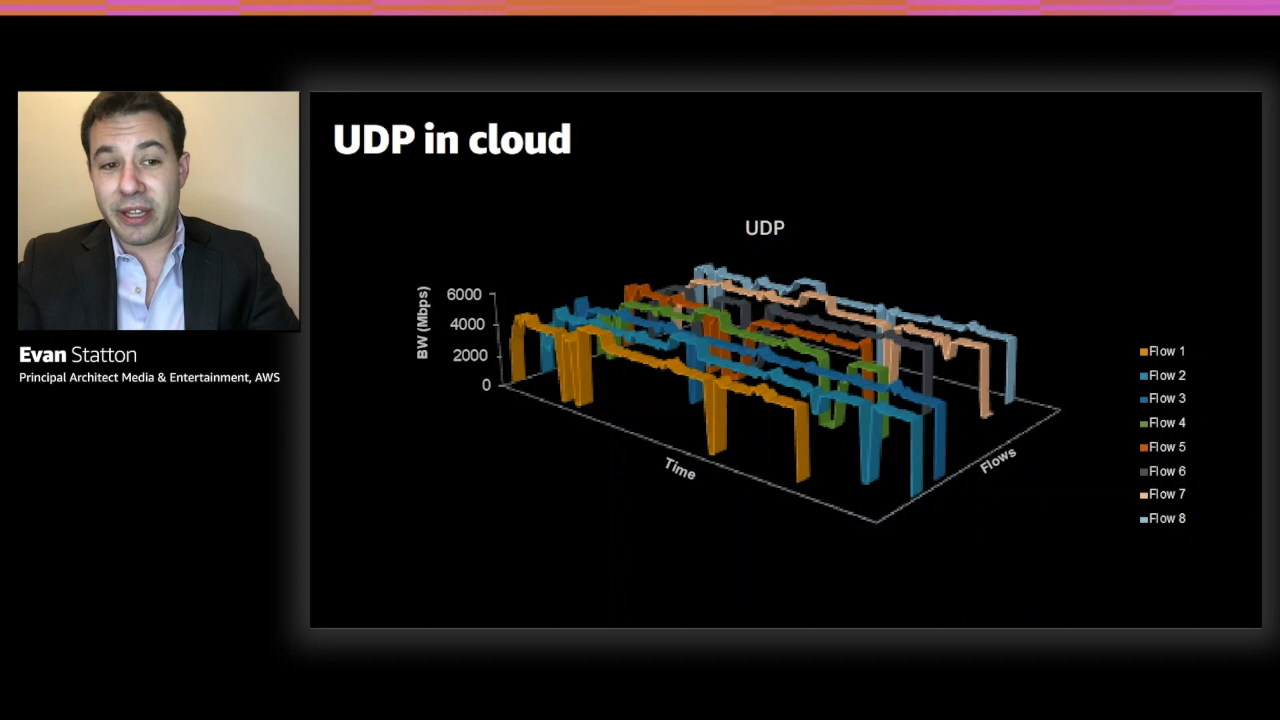 UDP in cloud
UDP
BW (Mbps)
6000
4000
2000
0
Time
Flows
Flow 1
Flow 2
Flow 3
Flow 4
Flow 5
Flow 6
Flow 7
Flow 8
Evan Statton
Principal Architect Media & Entertainment, AWS